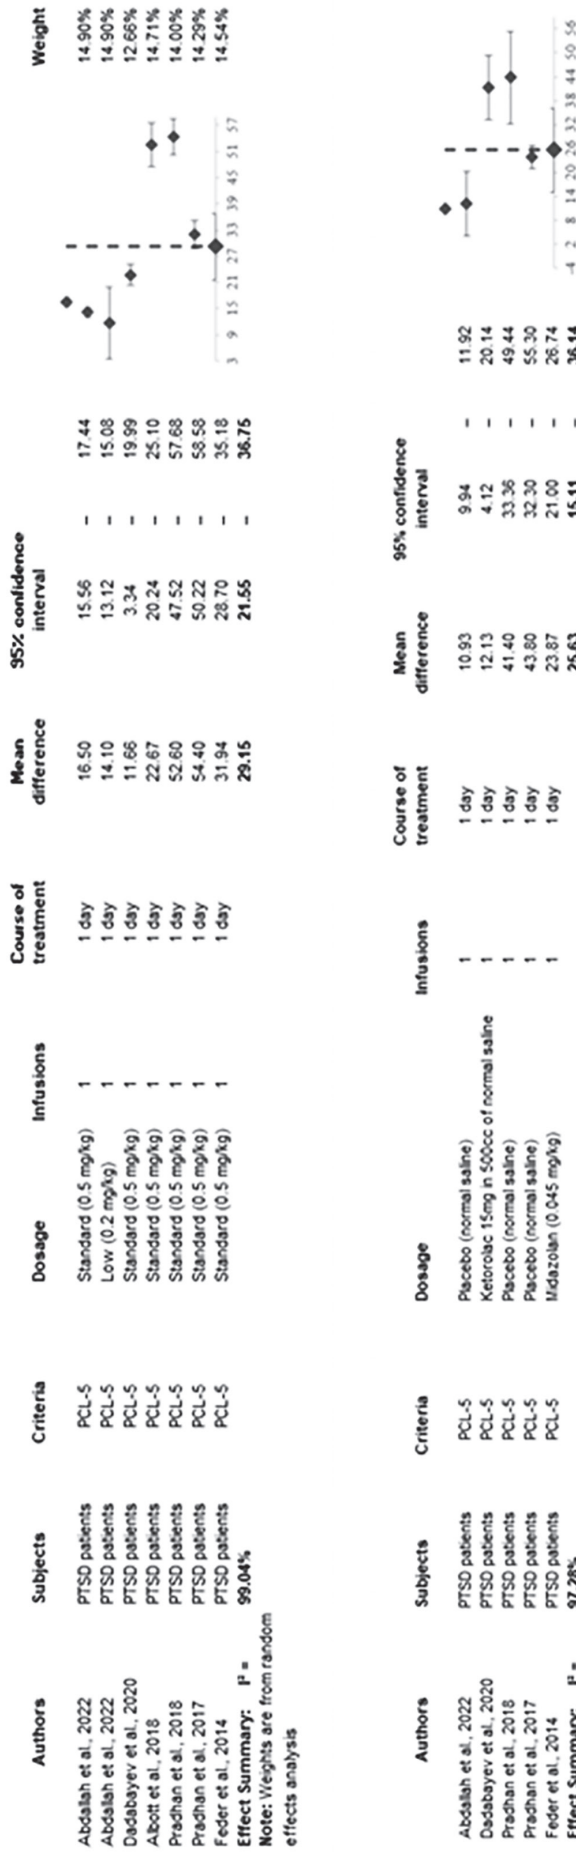 Authors Subjects Criteria Dosage Infusions Course of treatment Mean difference 95% confidence interval Weight
Abdallah et al., 2022 PTSD patients PCL-5 Standard (0.5 mg/kg) 1 1 day 16.50 15.56 – 17.44 14.90%
Abdallah et al., 2022 PTSD patients PCL-5 Low (0.2 mg/kg) 1 1 day 14.10 13.12 – 15.08 14.90%
Dadabayev et al., 2020 PTSD patients PCL-5 Standard (0.5 mg/kg) 1 1 day 11.66 3.34 – 19.99 12.66%
Albott et al., 2018 PTSD patients PCL-5 Standard (0.5 mg/kg) 1 1 day 22.67 20.24 – 25.10 14.71%
Pradhan et al., 2018 PTSD patients PCL-5 Standard (0.5 mg/kg) 1 1 day 52.60 47.52 – 57.68 14.00%
Pradhan et al., 2017 PTSD patients PCL-5 Standard (0.5 mg/kg) 1 1 day 54.40 50.22 – 58.58 14.29%
Feder et al., 2014 PTSD patients PCL-5 Standard (0.5 mg/kg) 1 1 day 31.94 28.70 – 35.18 14.54%
Effect Summary: I² = 99.04% 29.15 21.55 – 36.75
Note: Weights are from random
effects analysis
3 9 15 21 27 33 39 45 51 57
Authors Subjects Criteria Dosage Infusions Course of treatment Mean difference 95% confidence interval
Abdallah et al., 2022 PTSD patients PCL-5 Placebo (normal saline) 1 1 day 10.93 9.94 – 11.92
Dadabayev et al., 2020 PTSD patients PCL-5 Ketorolac 15mg in 500cc of normal saline 1 1 day 12.13 4.12 – 20.14
Pradhan et al., 2018 PTSD patients PCL-5 Placebo (normal saline) 1 1 day 41.40 33.36 – 49.44
Pradhan et al., 2017 PTSD patients PCL-5 Placebo (normal saline) 1 1 day 43.80 32.30 – 55.30
Feder et al., 2014 PTSD patients PCL-5 Midazolan (0.045 mg/kg) 1 1 day 23.87 21.00 – 26.74
Effect Summary: I² = 97.28% 25.63 15.11 – 36.14
-4 2 8 14 20 26 32 38 44 50 56